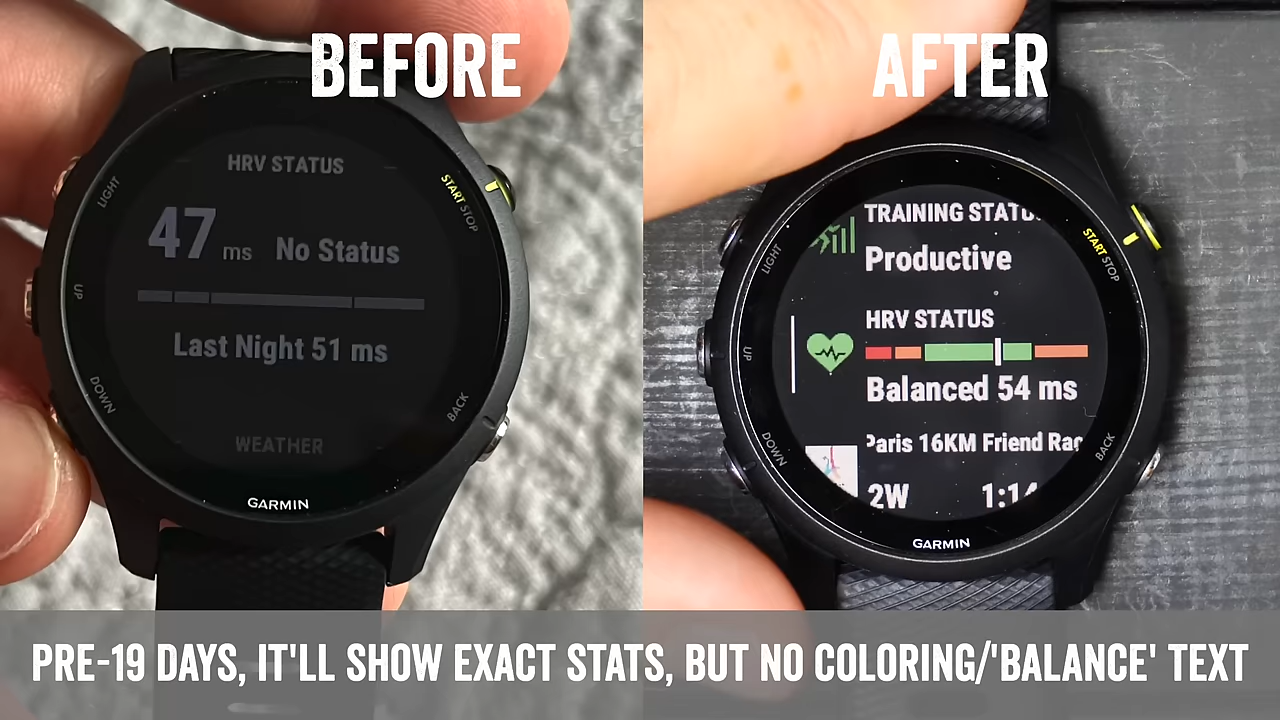 BEFORE
HRV STATUS
47 ms No Status
Last Night 51 ms
WEATHER
LIGHT
UP
DOWN
START STOP
BACK
GARMIN
AFTER
TRAINING STATU
Productive
HRV STATUS
Balanced 54 ms
Paris 16KM Friend Rac
2W 1:14
LIGHT
UP
DOWN
START STOP
BACK
GARMIN
PRE-19 DAYS, IT'LL SHOW EXACT STATS, BUT NO COLORING/'BALANCE' TEXT